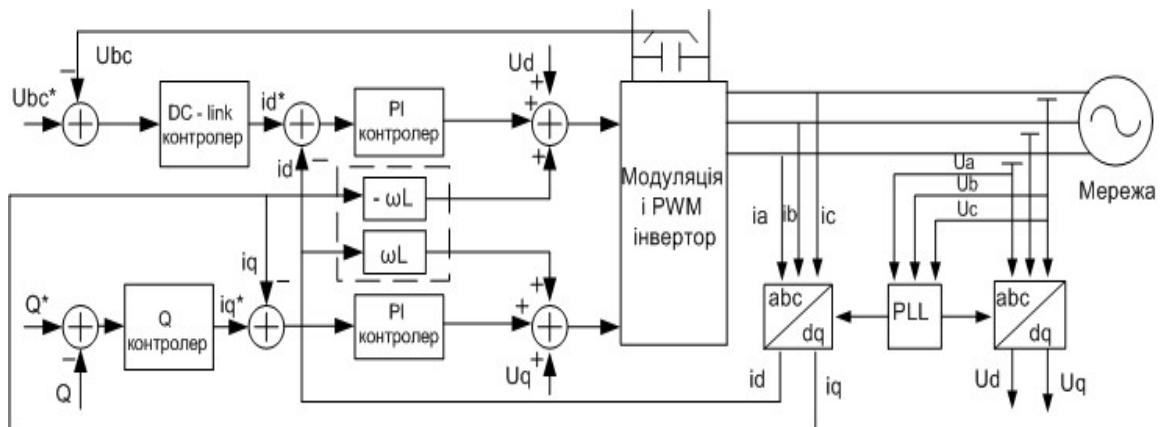 Ubc
Ud
Ubc*
DC - link
контролер
id*
PI
контролер
id
- ωL
ωL
iq
Q*
Q
контролер
iq*
PI
контролер
Q
Uq
Модуляція
і PWM
інвертор
ia
ib
ic
Ua
Ub
Uc
Мережа
abc
dq
PLL
abc
dq
id
iq
Ud
Uq